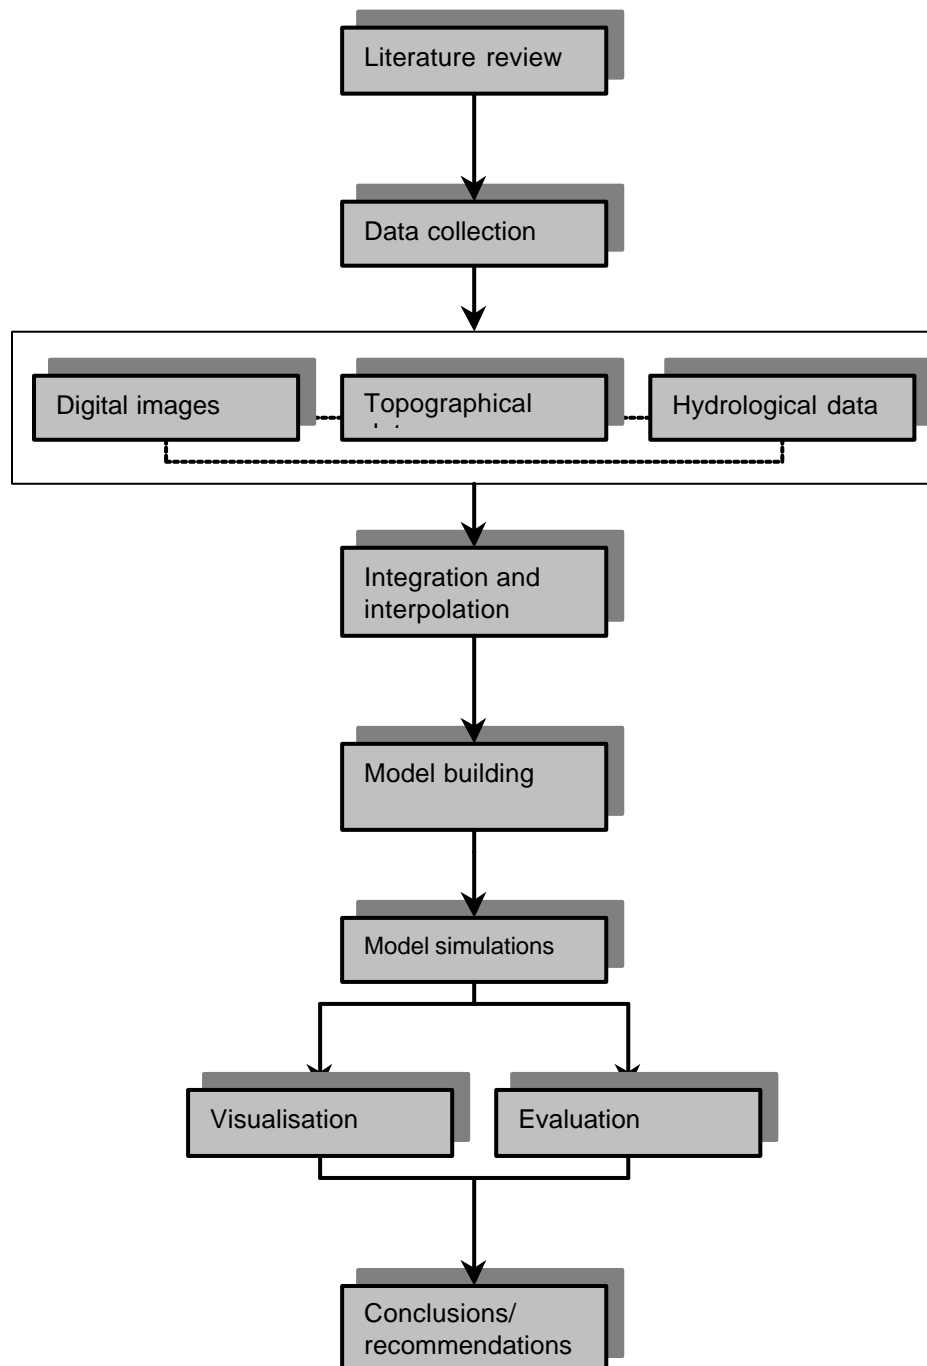 Literature review
Data collection
Digital images
Topographical
Hydrological data
Integration and
interpolation
Model building
Model simulations
Visualisation
Evaluation
Conclusions/
recommendations